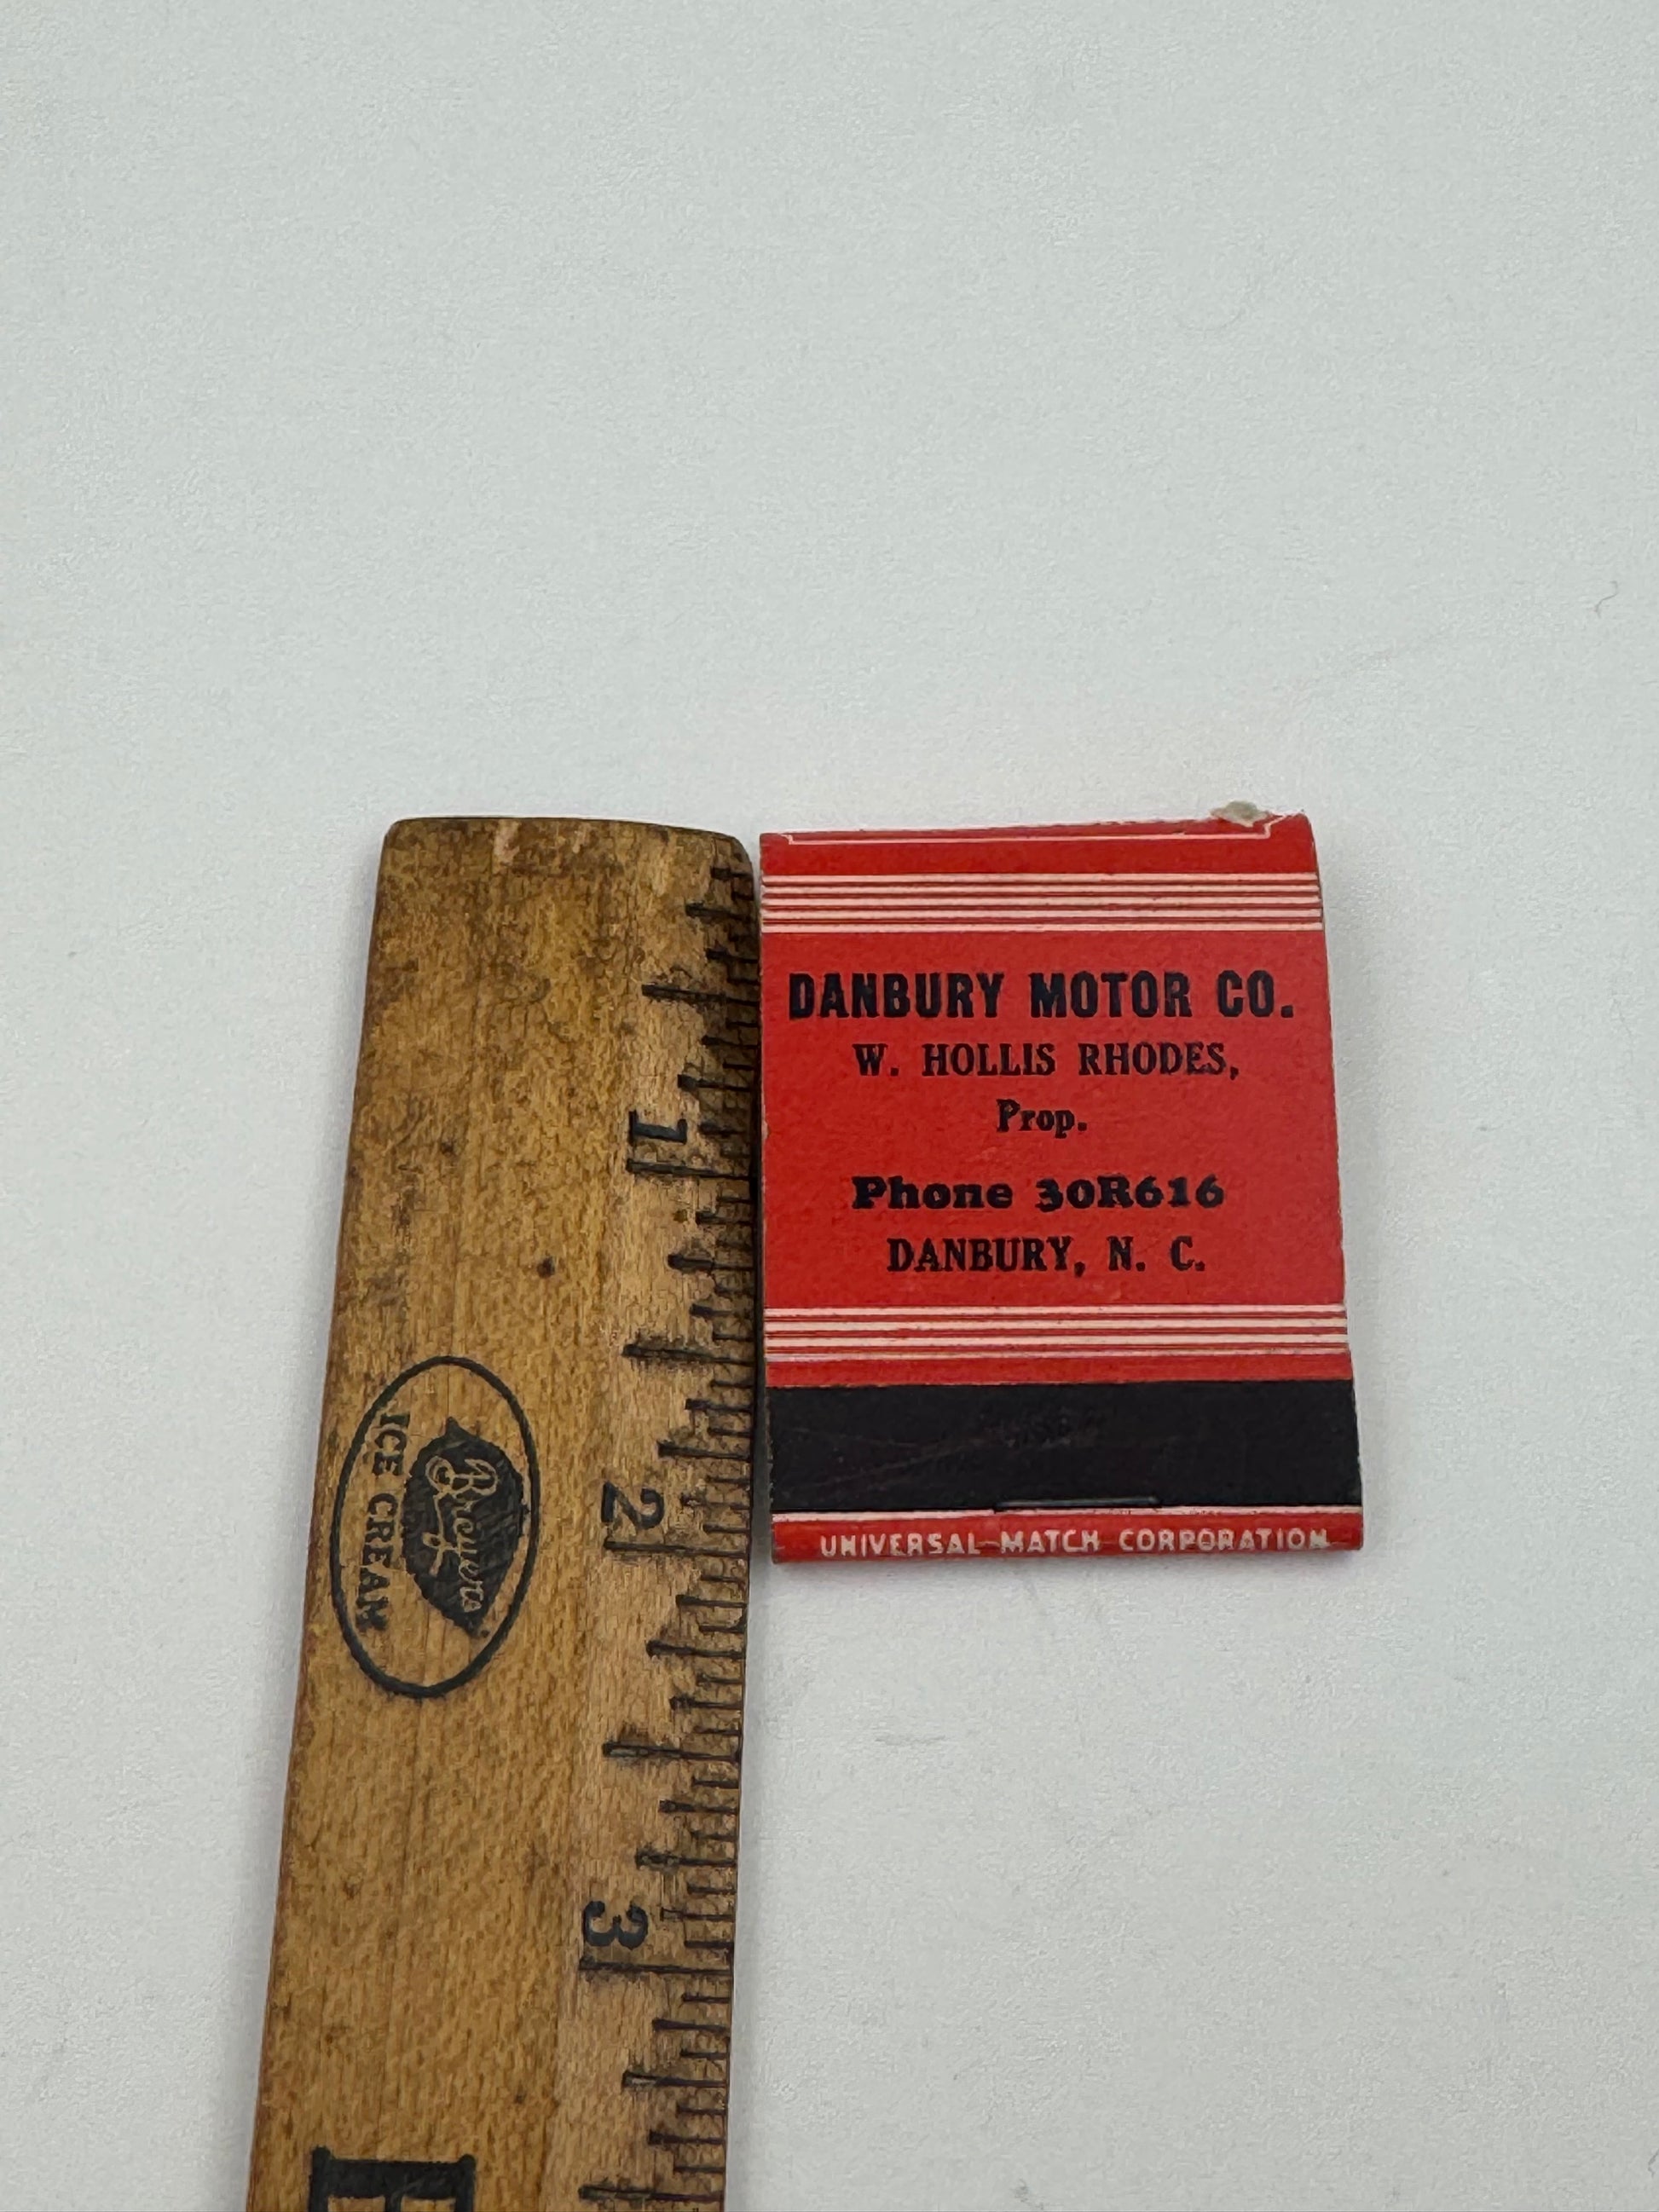 DANBURY MOTOR CO.
W. HOLLIS RHODES,
Prop.
Phone 30R616
DANBURY, N. C.
UNIVERSAL MATCH CORPORATION
1
2
3
Breyers
ICE CREAM